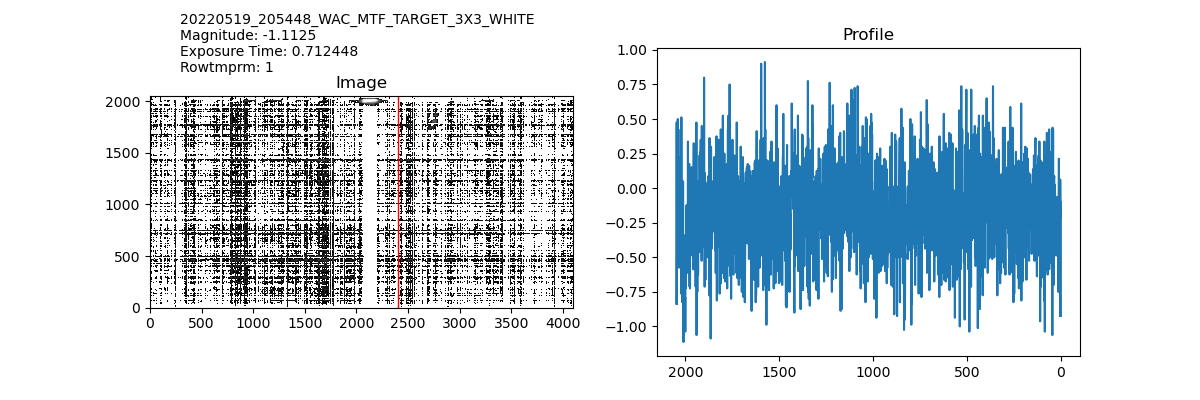 20220519_205448_WAC_MTF_TARGET_3X3_WHITE
Magnitude: -1.1125
Exposure Time: 0.712448
Rowtmprm: 1
Image
2000
1500
1000
500
0
0 500 1000 1500 2000 2500 3000 3500 4000
Profile
1.00
0.75
0.50
0.25
0.00
−0.25
−0.50
−0.75
−1.00
2000 1500 1000 500 0